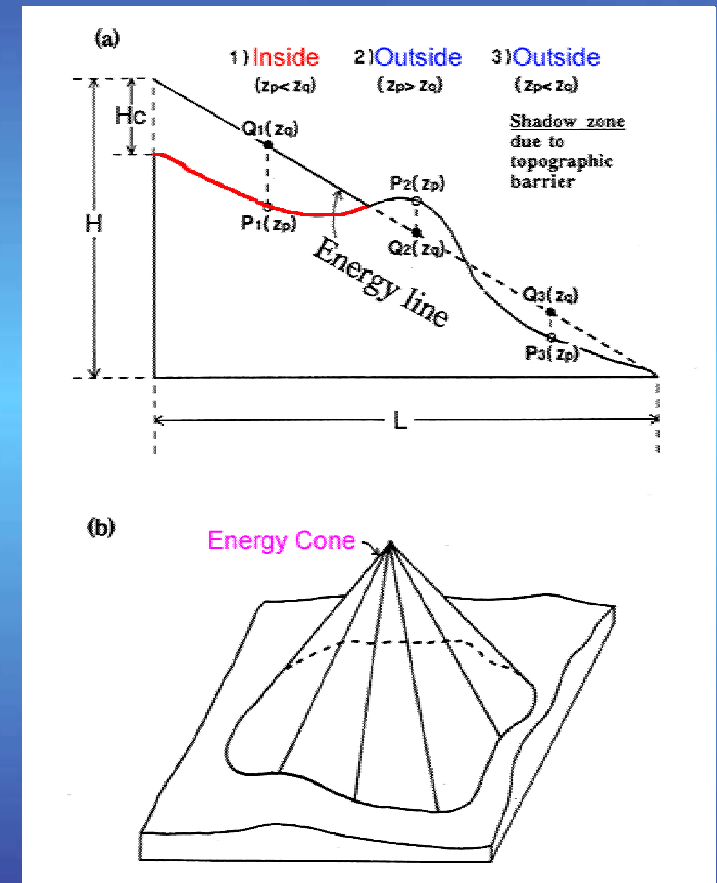 (a)
1) Inside 2) Outside 3) Outside
(zp< zq) (zp> zq) (zp< zq)
Shadow zone
due to
topographic
barrier
Hc
Q1(zq)
P2(zp)
H
P1(zp)
Q2(zq)
Energy line
Q3(zq)
P3(zp)
L
(b)
Energy Cone